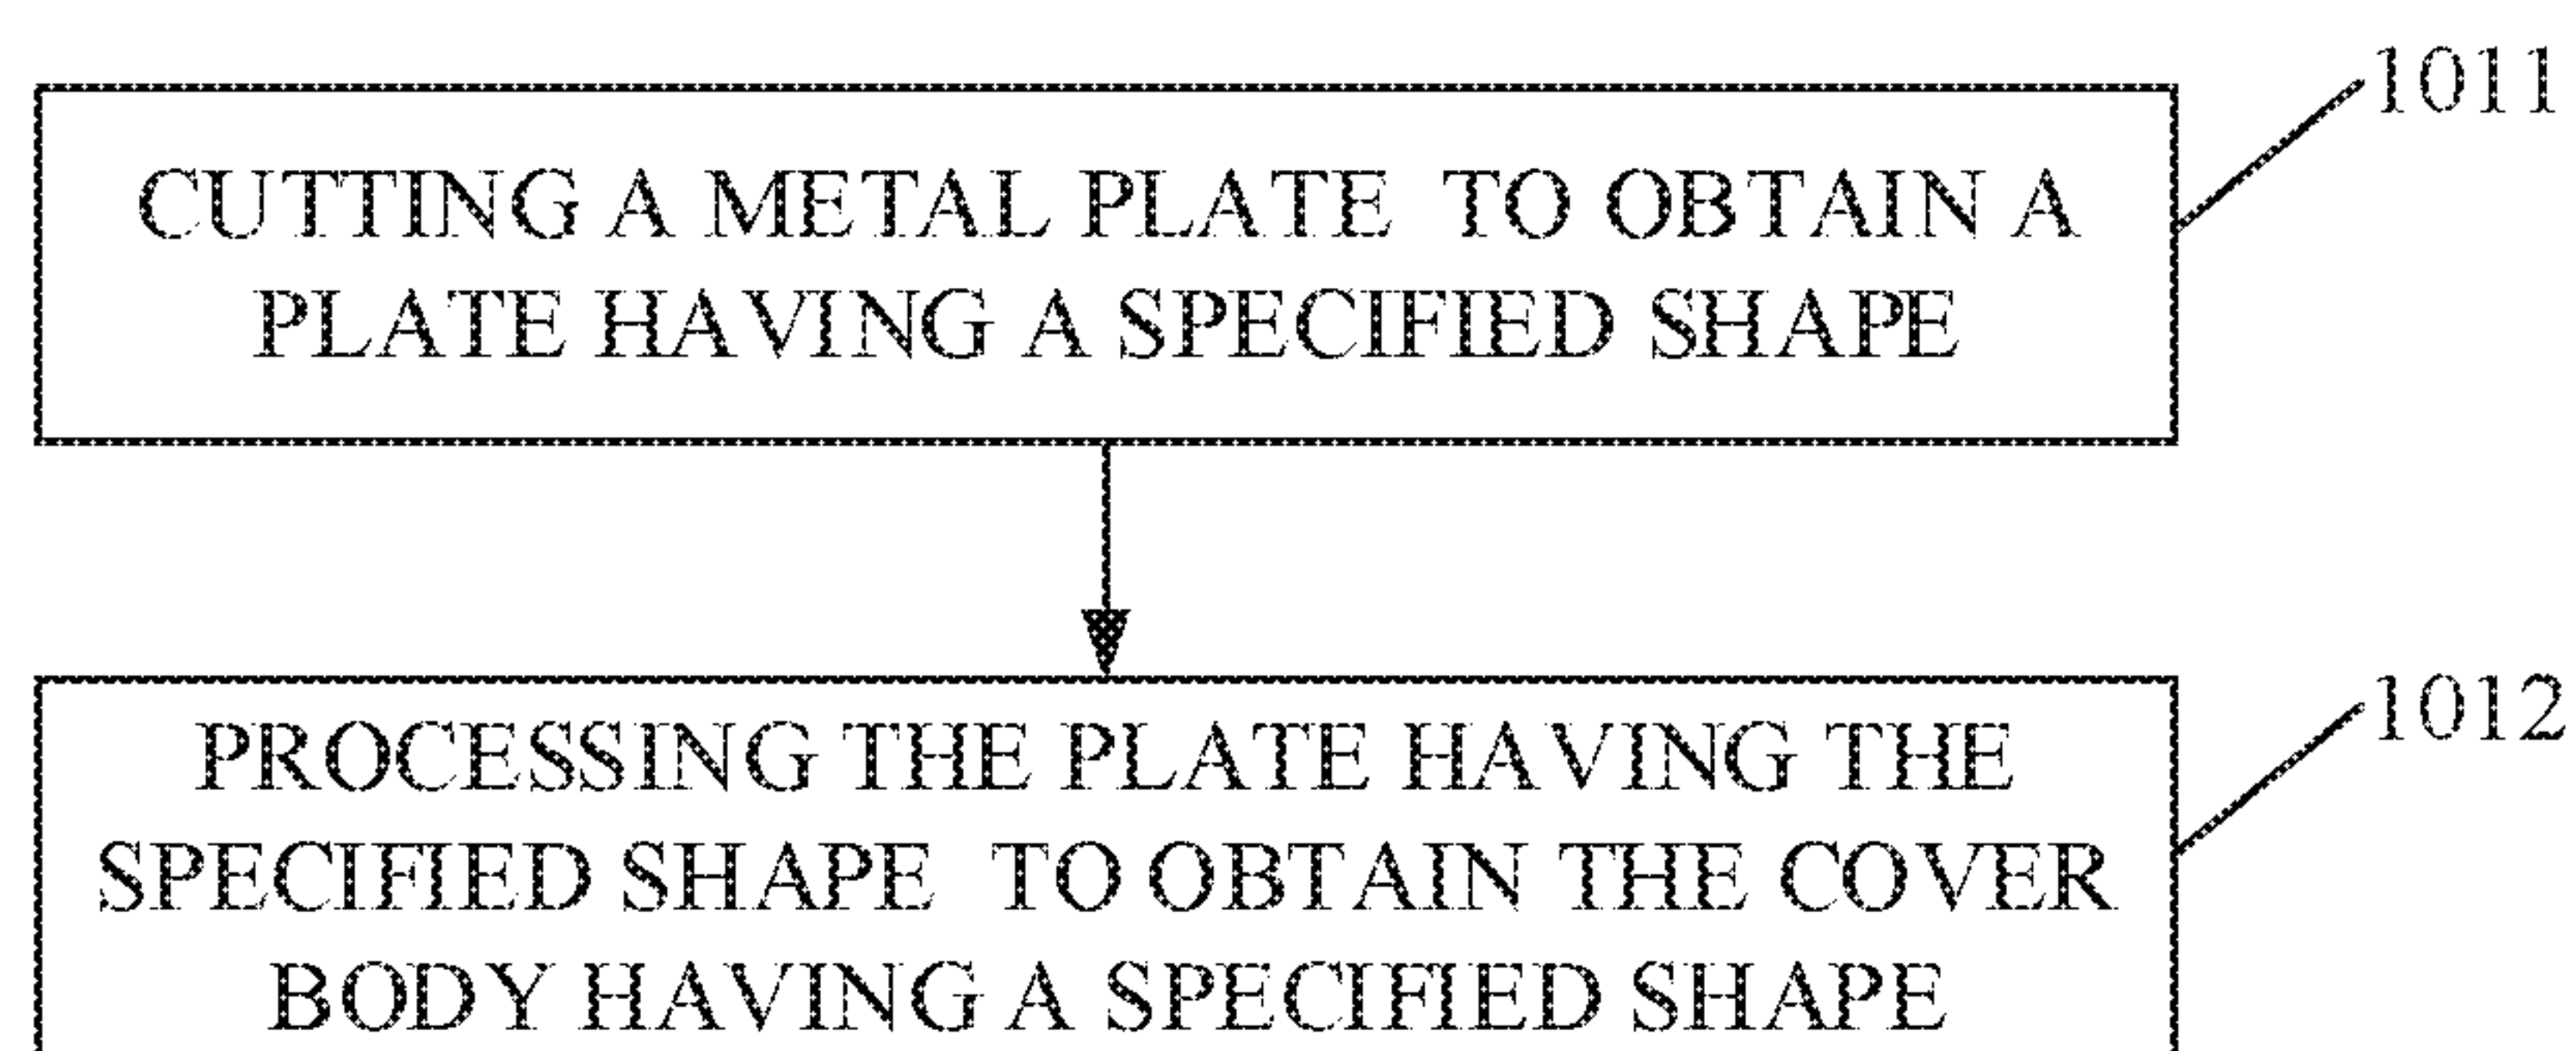 1011
CUTTING A METAL PLATE TO OBTAIN A
PLATE HAVING A SPECIFIED SHAPE
1012
PROCESSING THE PLATE HAVING THE
SPECIFIED SHAPE TO OBTAIN THE COVER
BODY HAVING A SPECIFIED SHAPE